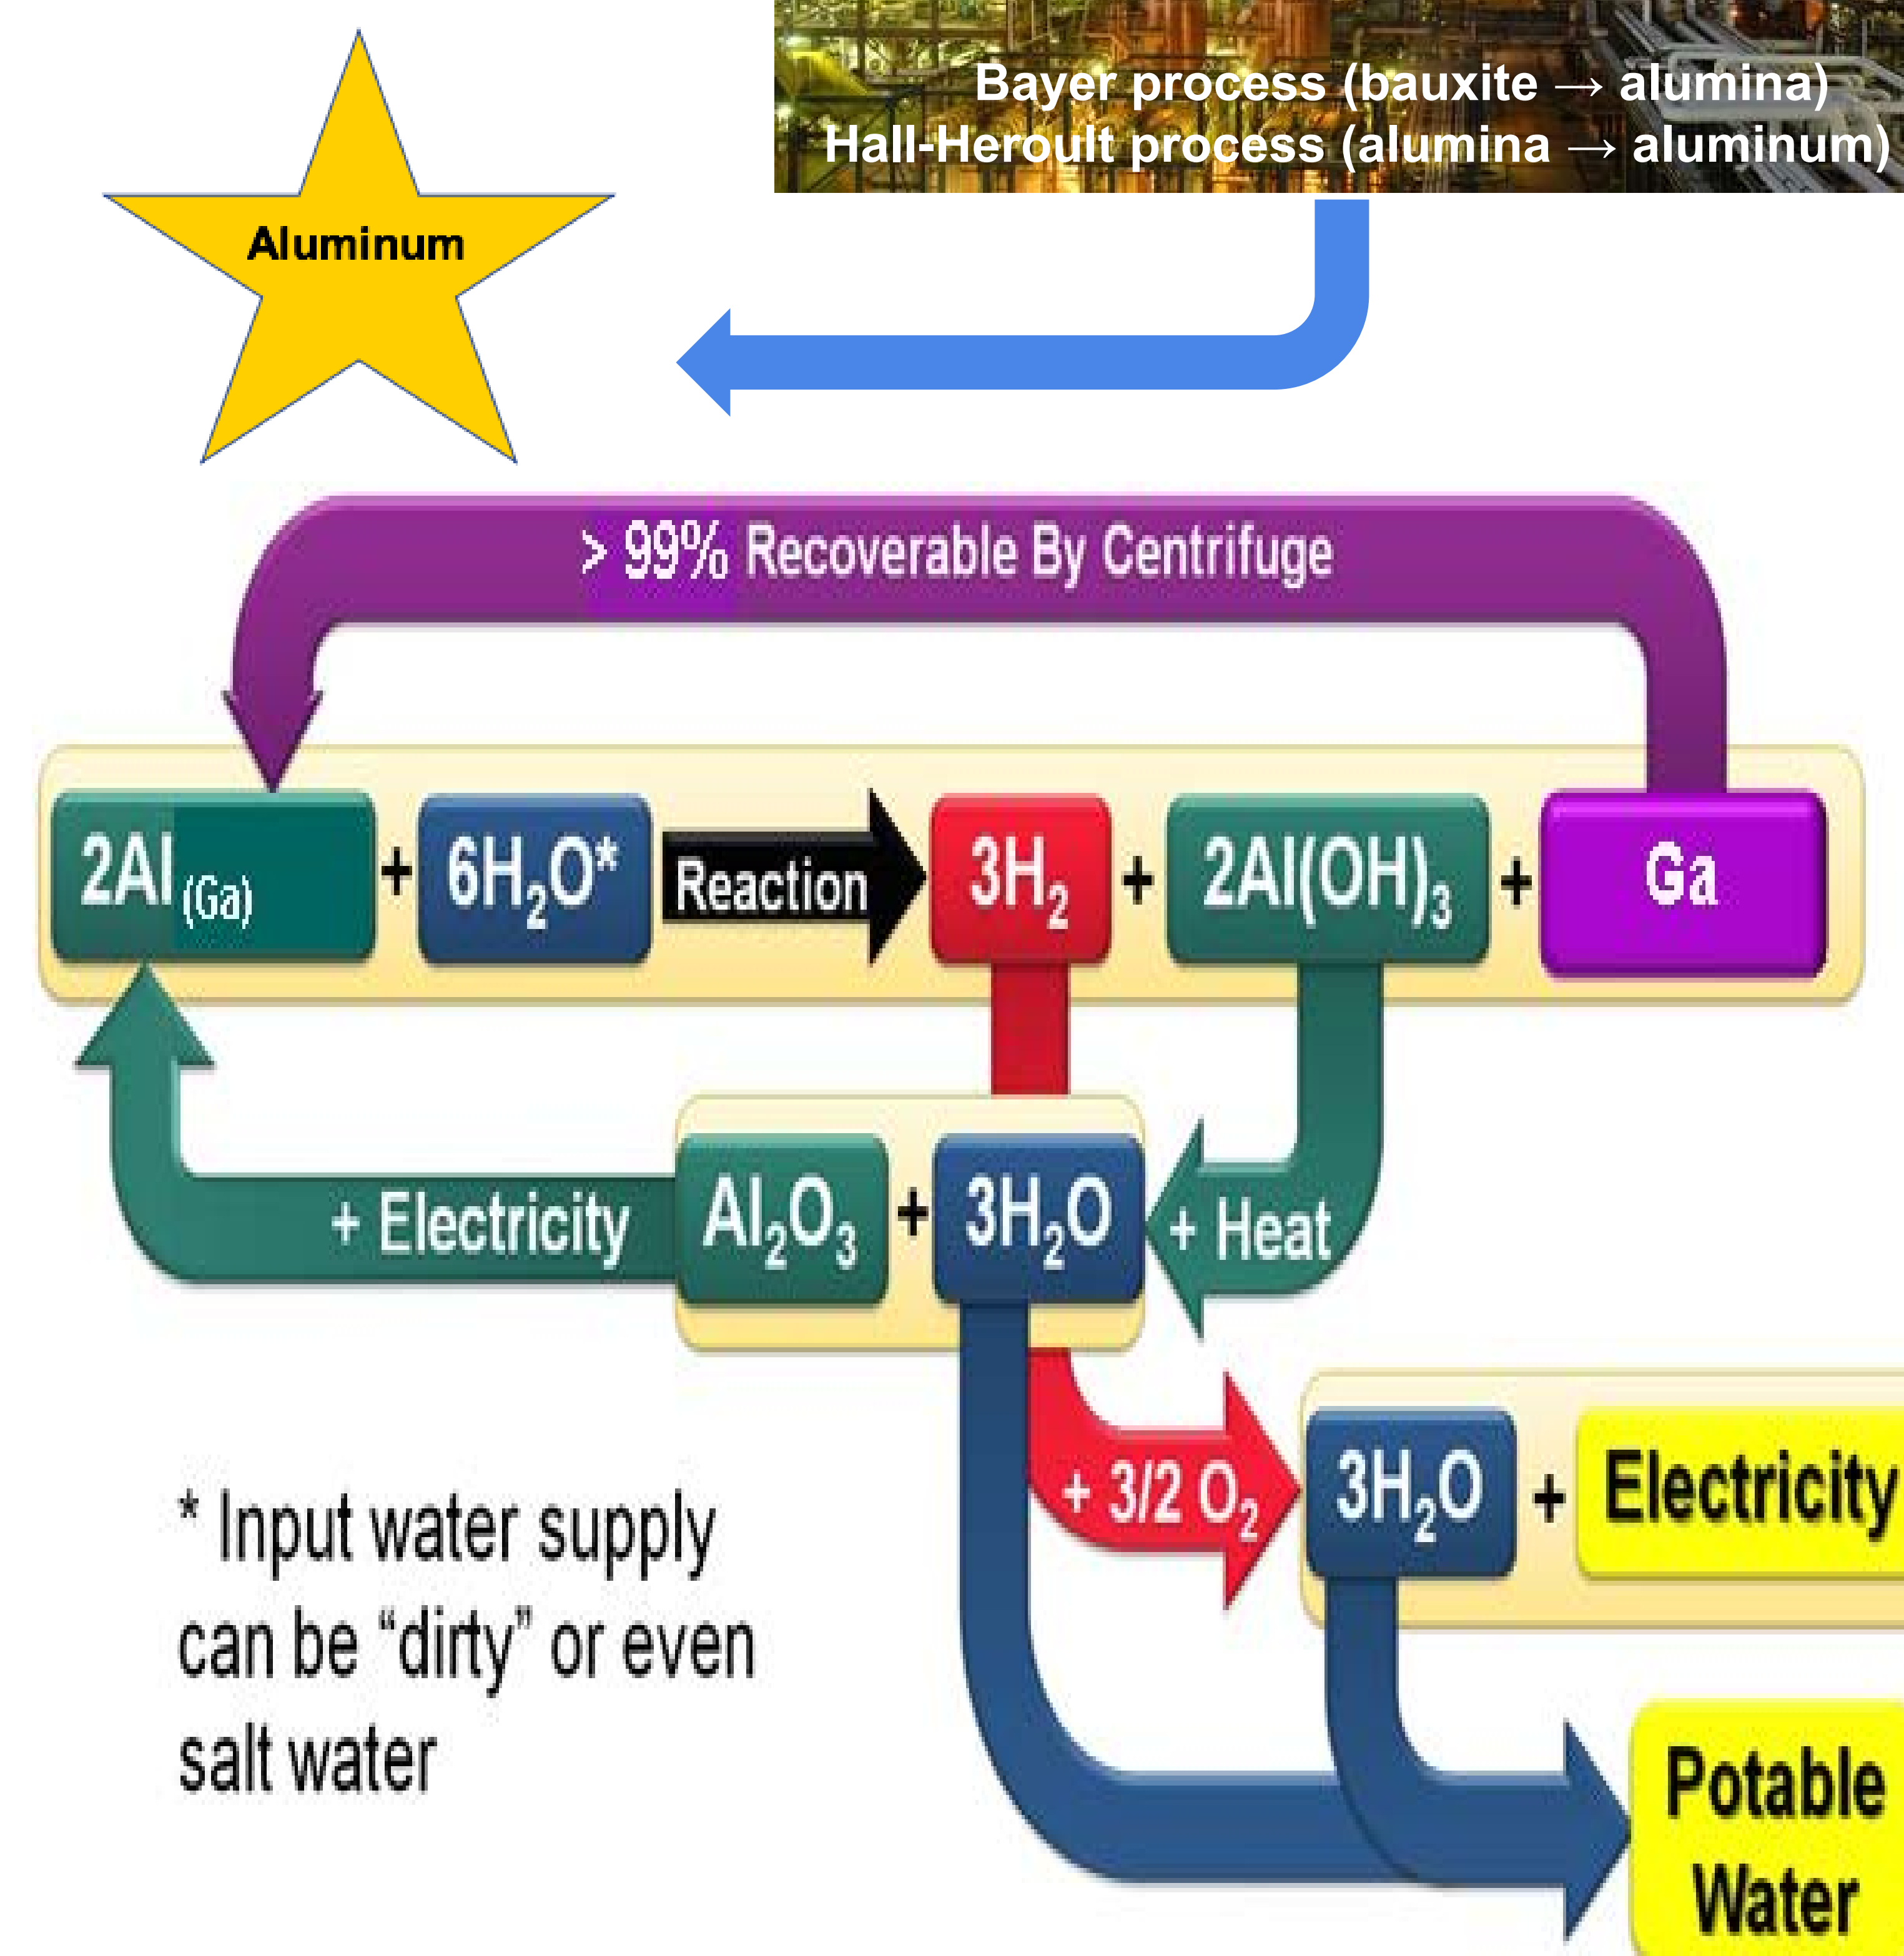 Bayer process (bauxite → alumina)
Hall-Heroult process (alumina → aluminum)
Aluminum
> 99% Recoverable By Centrifuge
2Al (Ga) + 6H₂O* Reaction 3H₂ + 2Al(OH)₃ + Ga
+ Electricity Al₂O₃ + 3H₂O + Heat
+ 3/2 O₂ 3H₂O + Electricity
* Input water supply
can be “dirty” or even
salt water
Potable
Water